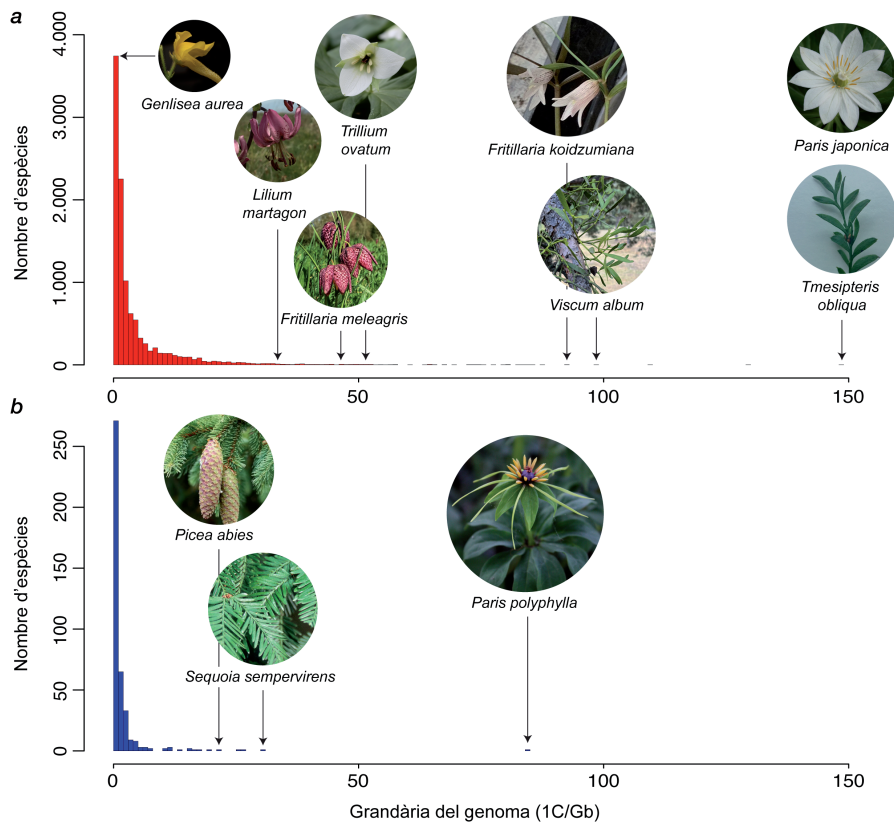 a
4.000
3.000
2.000
1.000
0
Nombre d'espècies
Genlisea aurea
Lilium
martagon
Trillium
ovatum
Fritillaria meleagris
Fritillaria koidzumiana
Viscum album
Paris japonica
Tmesipteris
obliqua
0
50
100
150
b
250
200
150
100
50
0
Nombre d'espècies
Picea abies
Sequoia sempervirens
Paris polyphylla
0
50
100
150
Grandària del genoma (1C/Gb)